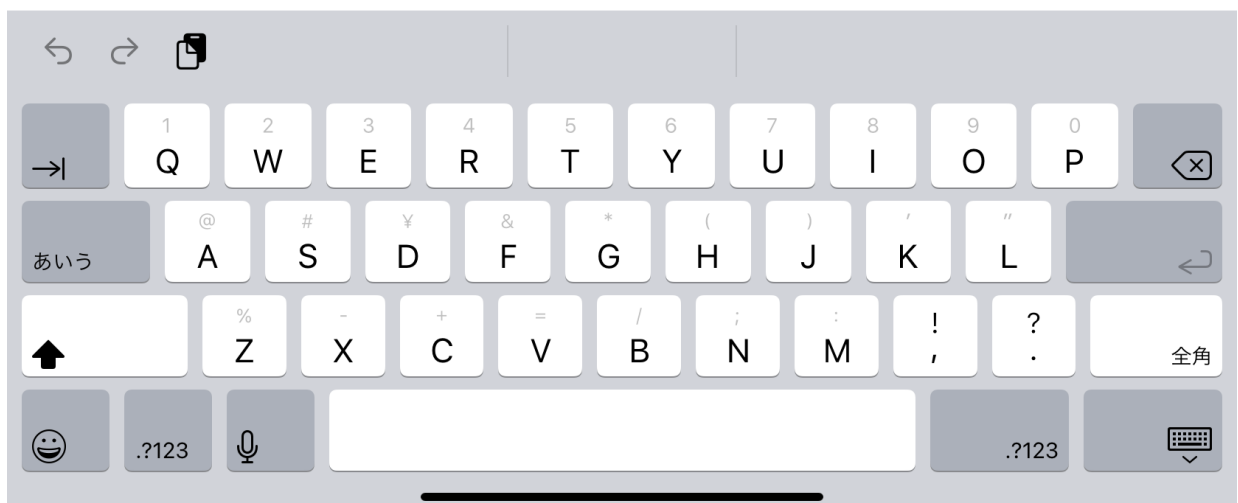 1 2 3 4 5 6 7 8 9 0
Q W E R T Y U I O P
@ # ¥ & * ( ) ' "
あいう A S D F G H J K L
% - + = / ; : ! ?
Z X C V B N M , . 全角
.?123 .?123